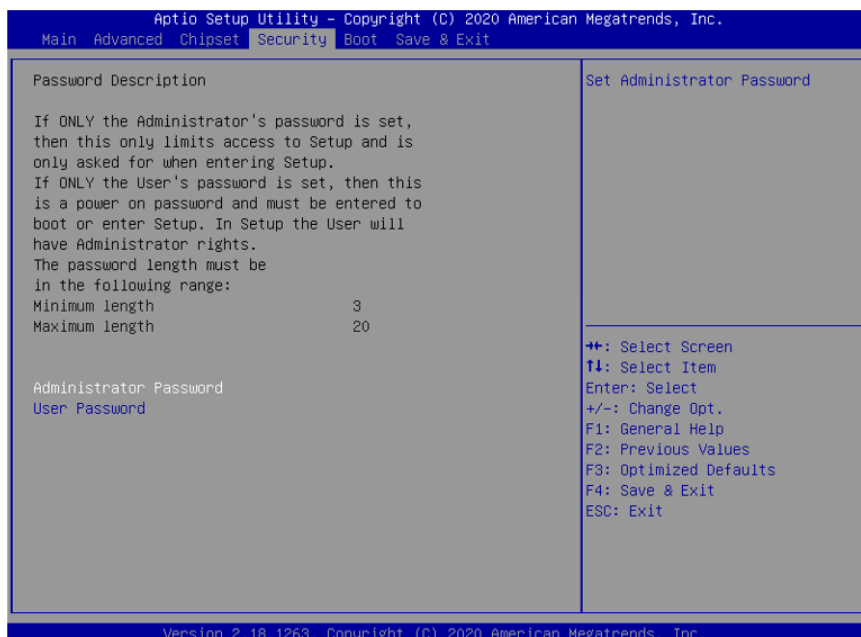 Aptio Setup Utility – Copyright (C) 2020 American Megatrends, Inc.
Main Advanced Chipset Security Boot Save & Exit
Password Description
If ONLY the Administrator's password is set,
then this only limits access to Setup and is
only asked for when entering Setup.
If ONLY the User's password is set, then this
is a power on password and must be entered to
boot or enter Setup. In Setup the User will
have Administrator rights.
The password length must be
in the following range:
Minimum length 3
Maximum length 20
Administrator Password
User Password
Set Administrator Password
→←: Select Screen
↑↓: Select Item
Enter: Select
+/-: Change Opt.
F1: General Help
F2: Previous Values
F3: Optimized Defaults
F4: Save & Exit
ESC: Exit
Version 2.18.1263. Copyright (C) 2020 American Megatrends, Inc.